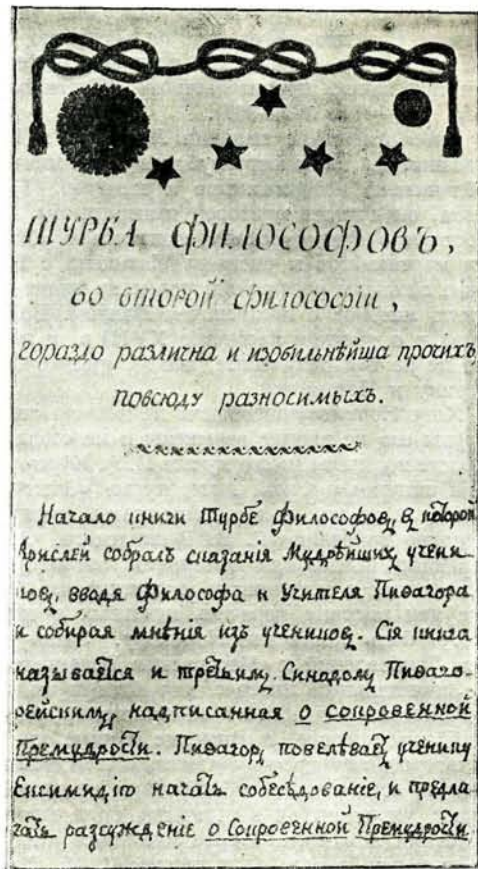 ТУРБА ФИЛОСОФОВЪ,
во второй философіи,
гораздо различна и изобильнѣйша прочихъ,
повсюду разносимыхъ.
Начало книги Турбе Философовъ, въ которой
Арислей собралъ сказанія Мудрѣйшихъ учени-
ковъ, вводя Философа и Учителя Пиѳагора
и собирая мнѣнія изъ учениковъ. Сія книга
называется и третьимъ Синодомъ Пиѳаго-
рейскимъ, надписанная о сокровенной
Премудрости. Пиѳагоръ повелѣваетъ ученику
Ексимидію начать собесѣдованіе, и предла
гать разсужденіе о Сокровенной Премудрости